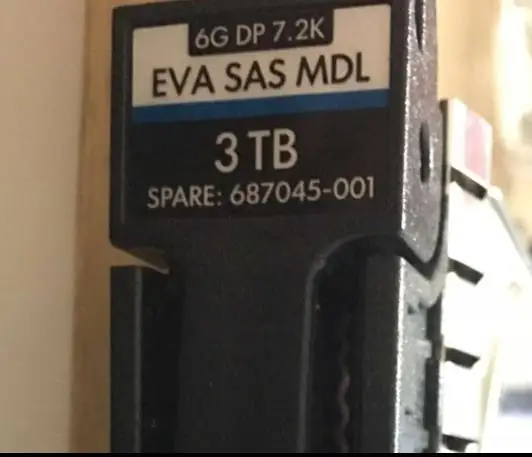 6G DP 7.2K
EVA SAS MDL
3 TB
SPARE: 687045-001